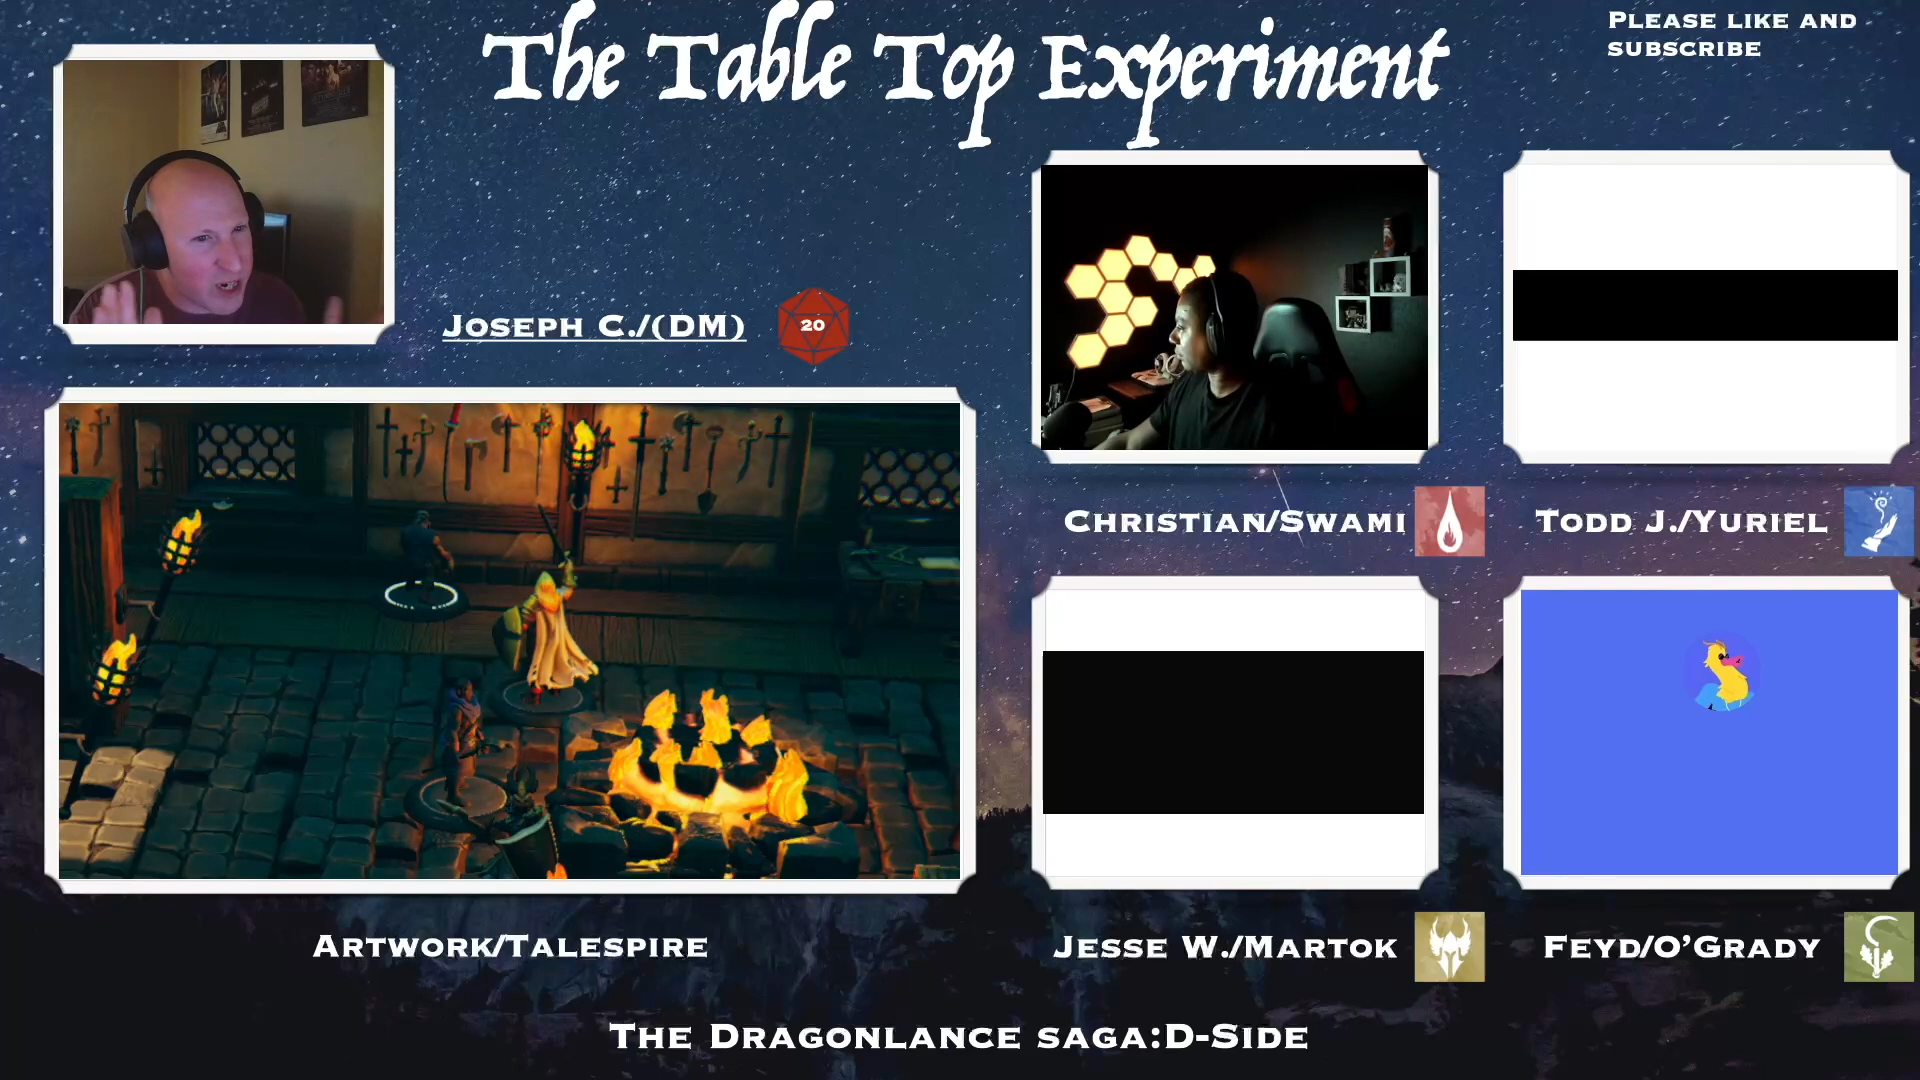 The Table Top Experiment
Please like and
subscribe
Joseph C./(DM)
20
Christian/Swami
Todd J./Yuriel
Artwork/Talespire
Jesse W./Martok
Feyd/O'Grady
The Dragonlance saga:D-Side